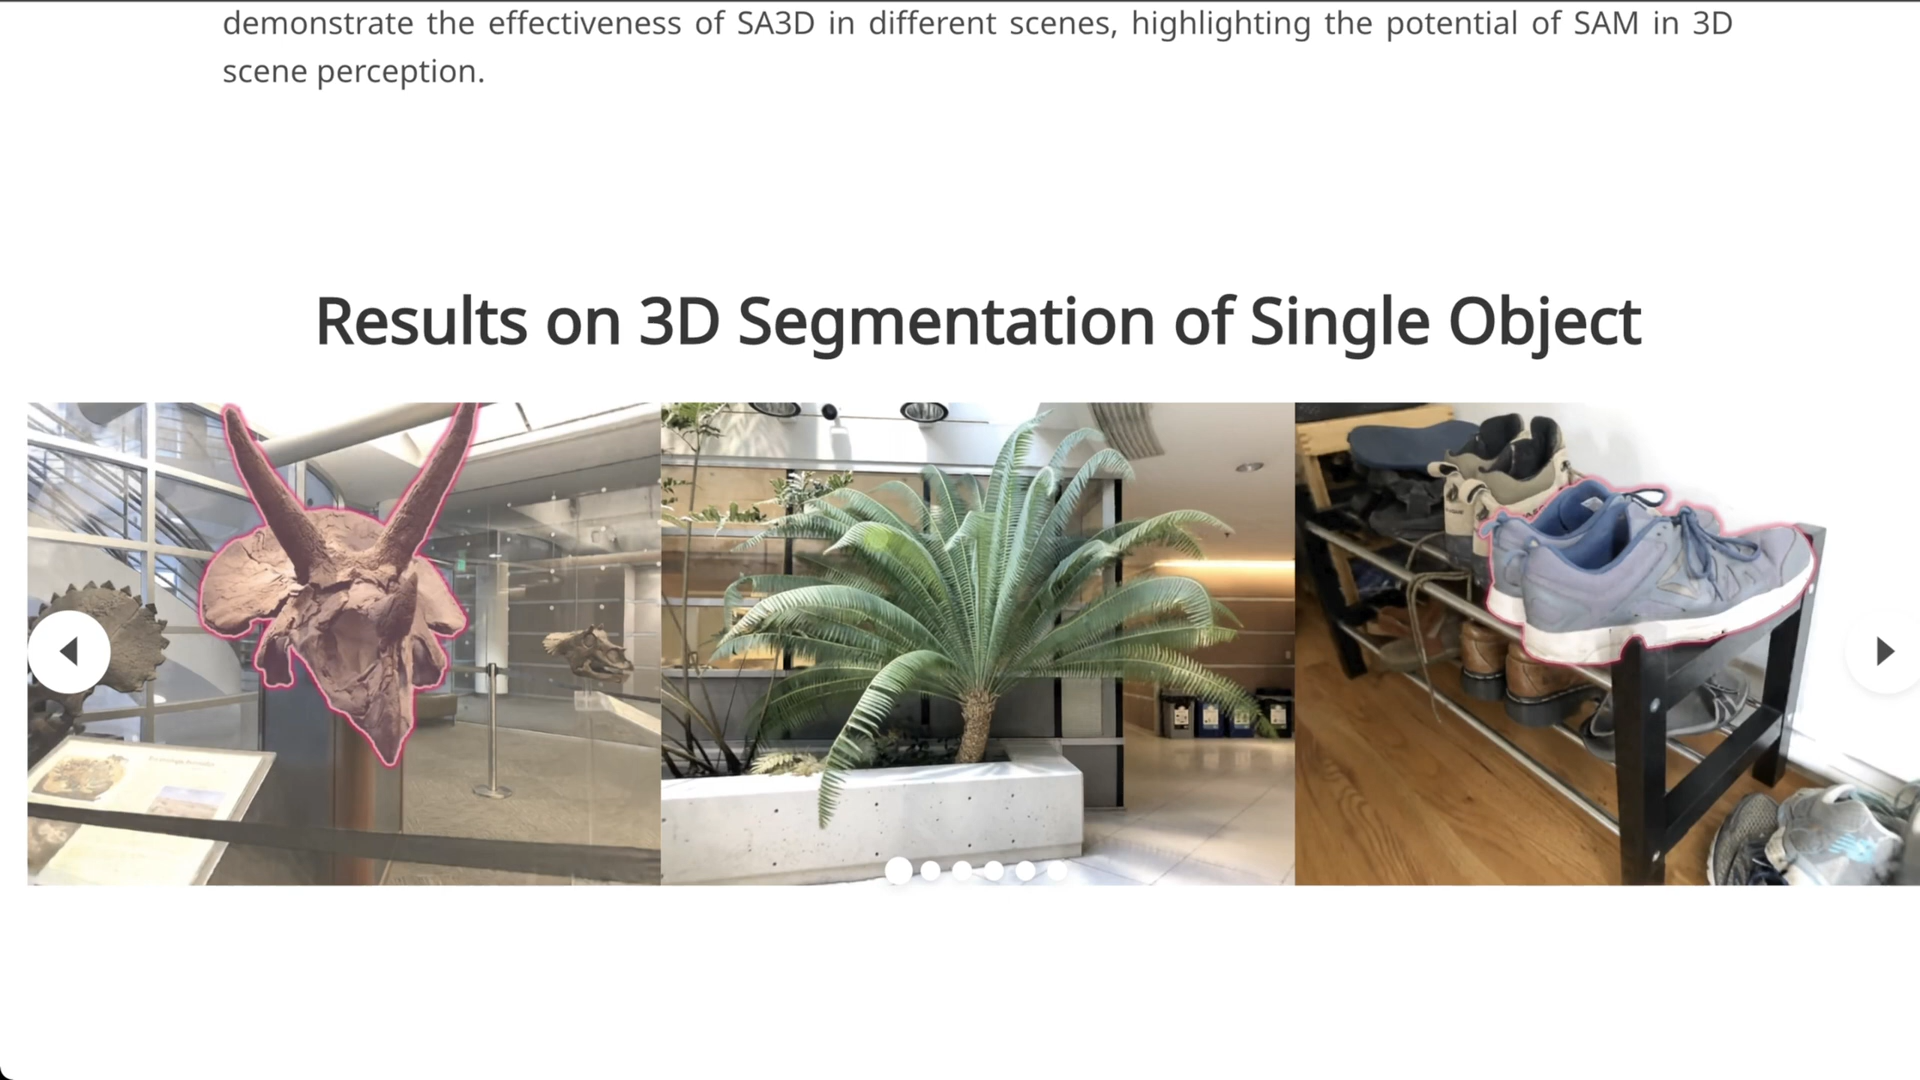 demonstrate the effectiveness of SA3D in different scenes, highlighting the potential of SAM in 3D
scene perception.
Results on 3D Segmentation of Single Object